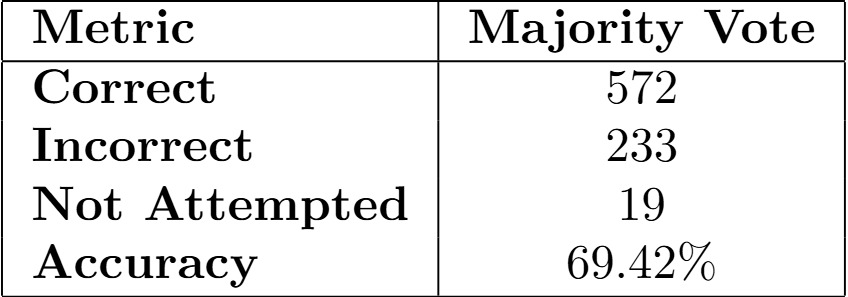 Metric Majority Vote
Correct 572
Incorrect 233
Not Attempted 19
Accuracy 69.42%